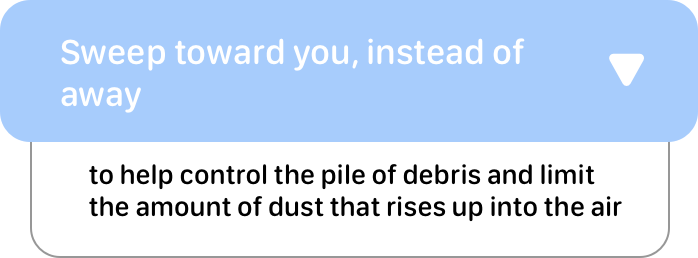 Sweep toward you, instead of
away
to help control the pile of debris and limit
the amount of dust that rises up into the air